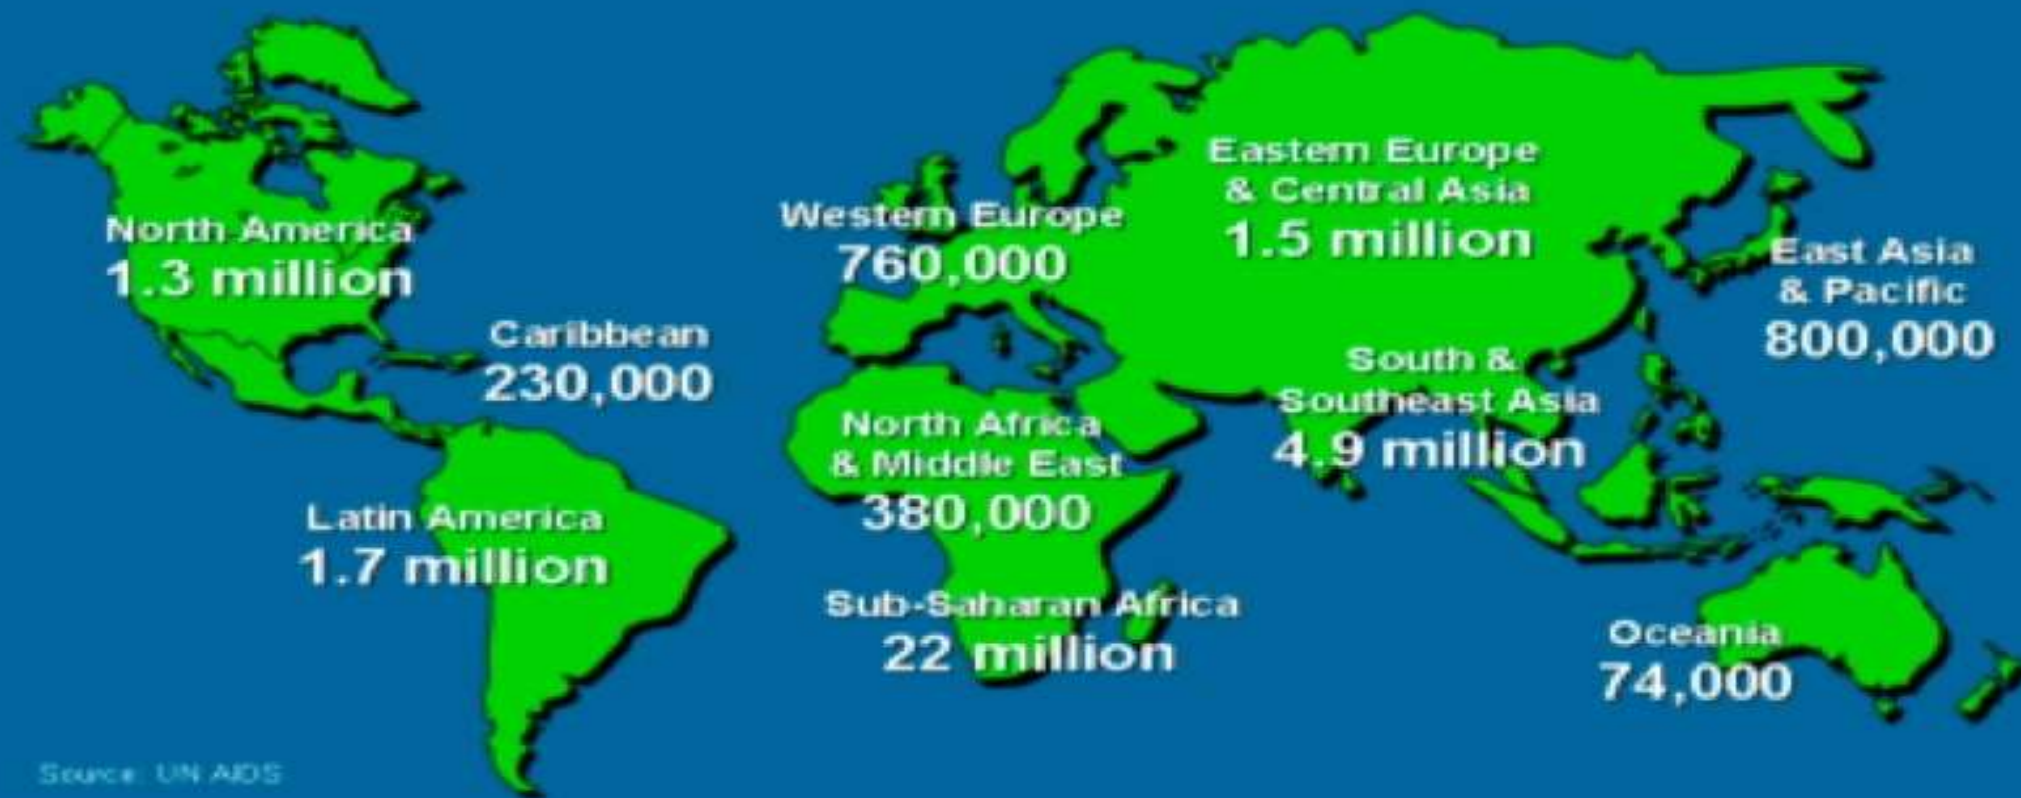 North America
1.3 million
Caribbean
230,000
Latin America
1.7 million
Western Europe
760,000
North Africa
& Middle East
380,000
Sub-Saharan Africa
22 million
Eastern Europe
& Central Asia
1.5 million
South &
Southeast Asia
4.9 million
East Asia
& Pacific
800,000
Oceania
74,000
Source: UN AIDS